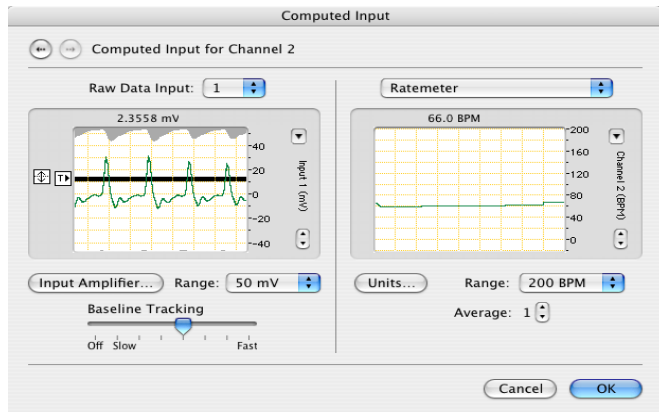 Computed Input
Computed Input for Channel 2
Raw Data Input: 1
Ratemeter
2.3558 mV
40
20
0
-20
-40
Input 1 (mV)
T
66.0 BPM
200
160
120
80
40
0
Channel 2 (BPM)
Input Amplifier... Range: 50 mV
Units... Range: 200 BPM
Baseline Tracking
Off Slow Fast
Average: 1
Cancel OK